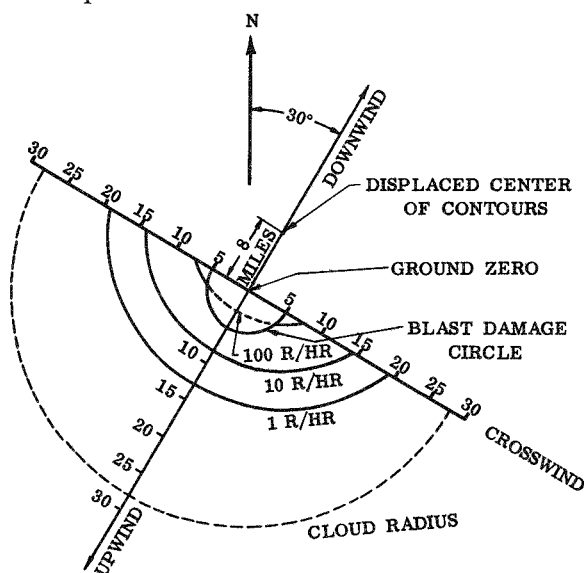 N
30°
DOWNWIND
30
25
20
15
10
5
8
MILES
DISPLACED CENTER
OF CONTOURS
GROUND ZERO
5
10
15
20
25
30
BLAST DAMAGE
CIRCLE
100 R/HR
10
10 R/HR
15
1 R/HR
20
25
30
CROSSWIND
CLOUD RADIUS
UPWIND